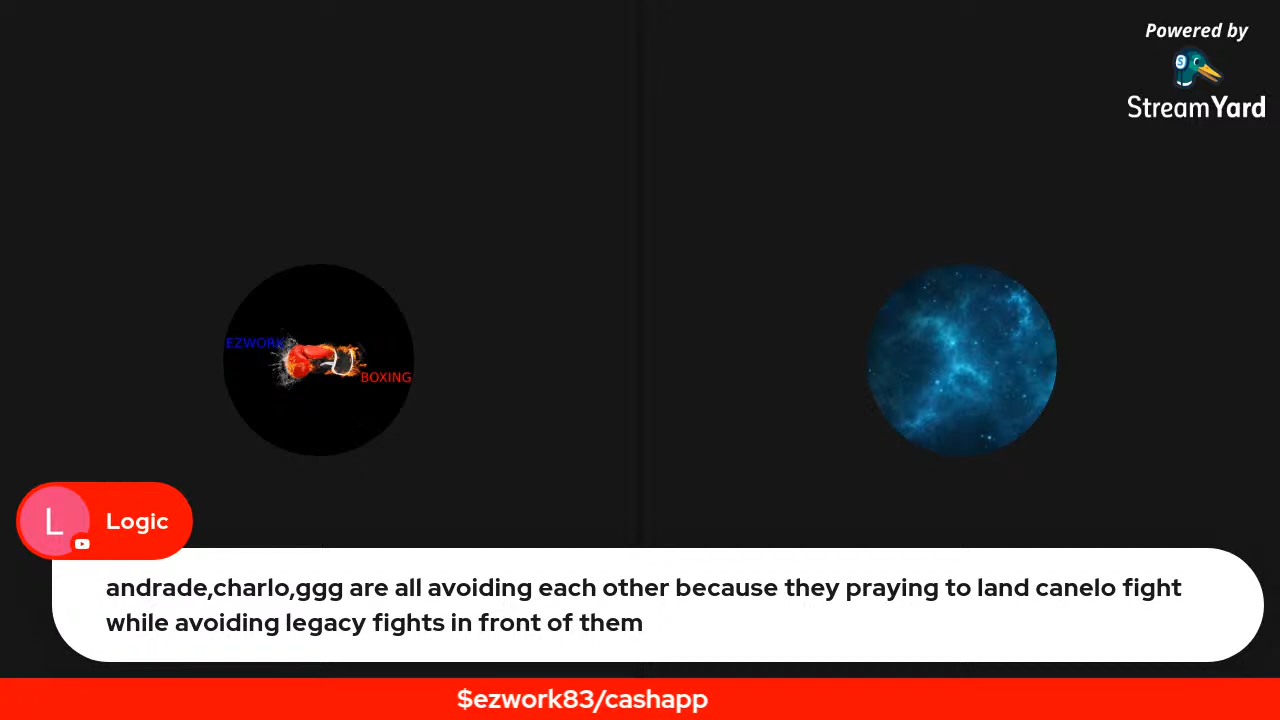 Powered by
StreamYard
EZWORK
BOXING
L
Logic
andrade,charlo,ggg are all avoiding each other because they praying to land canelo fight
while avoiding legacy fights in front of them
$ezwork83/cashapp